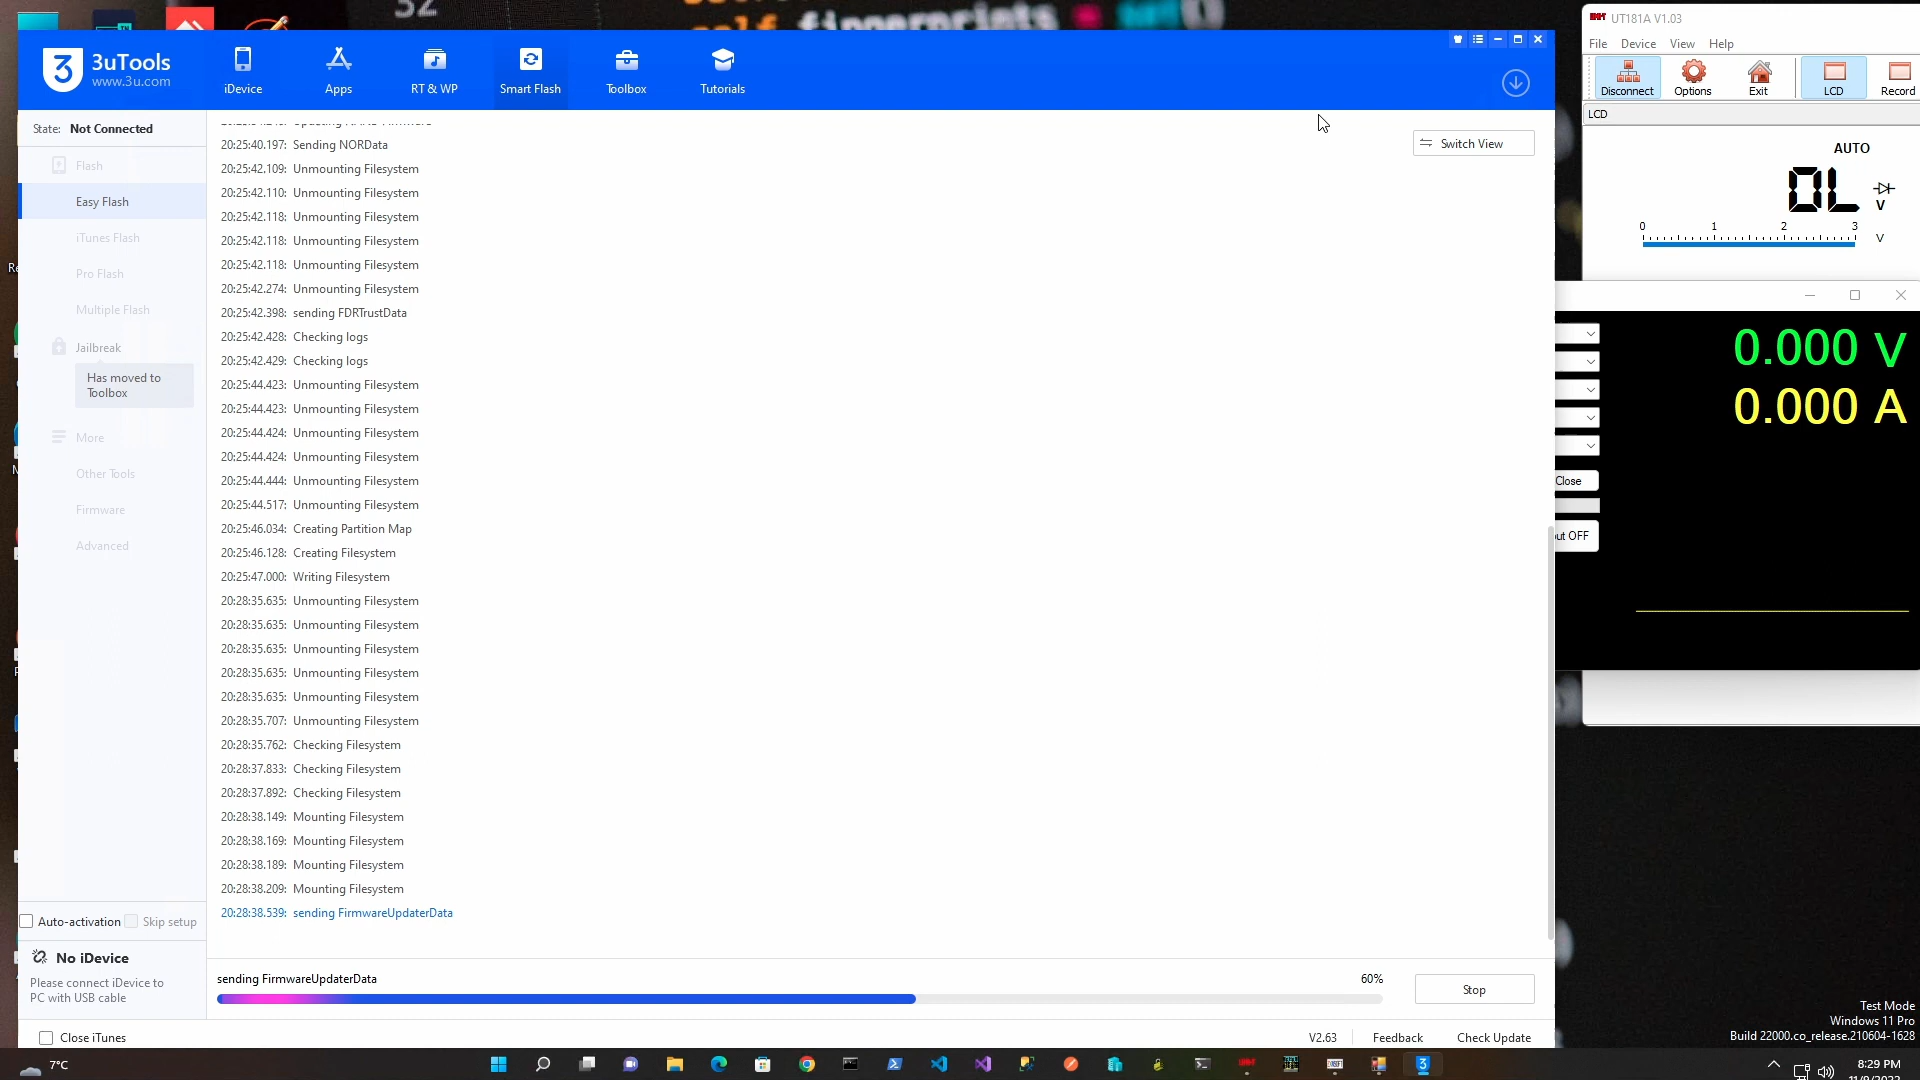 3uTools
www.3u.com
iDevice
Apps
RT & WP
Smart Flash
Toolbox
Tutorials
State: Not Connected
Flash
Easy Flash
iTunes Flash
Pro Flash
Multiple Flash
Jailbreak
Has moved to
Toolbox
More
Other Tools
Firmware
Advanced
Auto-activation
Skip setup
No iDevice
Please connect iDevice to
PC with USB cable
Close iTunes
Switch View
20:25:40.197: Sending NORData
20:25:42.109: Unmounting Filesystem
20:25:42.110: Unmounting Filesystem
20:25:42.118: Unmounting Filesystem
20:25:42.118: Unmounting Filesystem
20:25:42.118: Unmounting Filesystem
20:25:42.274: Unmounting Filesystem
20:25:42.398: sending FDRTrustData
20:25:42.428: Checking logs
20:25:42.429: Checking logs
20:25:44.423: Unmounting Filesystem
20:25:44.423: Unmounting Filesystem
20:25:44.424: Unmounting Filesystem
20:25:44.424: Unmounting Filesystem
20:25:44.444: Unmounting Filesystem
20:25:44.517: Unmounting Filesystem
20:25:46.034: Creating Partition Map
20:25:46.128: Creating Filesystem
20:25:47.000: Writing Filesystem
20:28:35.635: Unmounting Filesystem
20:28:35.635: Unmounting Filesystem
20:28:35.635: Unmounting Filesystem
20:28:35.635: Unmounting Filesystem
20:28:35.635: Unmounting Filesystem
20:28:35.707: Unmounting Filesystem
20:28:35.762: Checking Filesystem
20:28:37.833: Checking Filesystem
20:28:37.892: Checking Filesystem
20:28:38.149: Mounting Filesystem
20:28:38.169: Mounting Filesystem
20:28:38.189: Mounting Filesystem
20:28:38.209: Mounting Filesystem
20:28:38.539: sending FirmwareUpdaterData
sending FirmwareUpdaterData
60%
Stop
V2.63
Feedback
Check Update
UT181A V1.03
File Device View Help
Disconnect
Options
Exit
LCD
Record
LCD
AUTO
OL
V
0 1 2 3
V
0.000 V
0.000 A
Close
ut OFF
Test Mode
Windows 11 Pro
Build 22000.co_release.210604-1628
7°C
8:29 PM